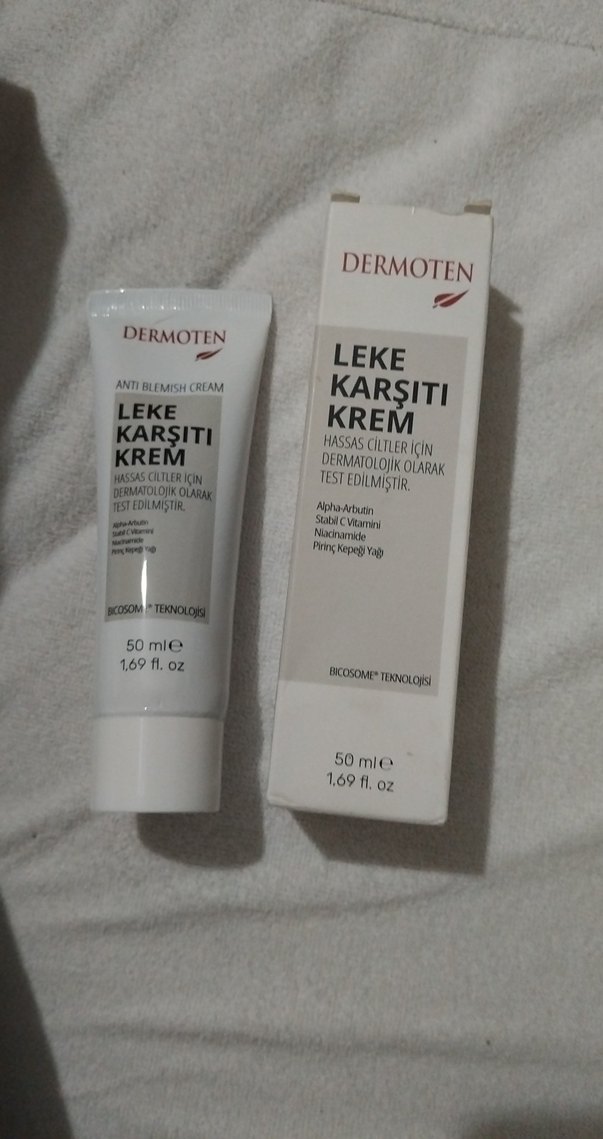 DERMOTEN
ANTI BLEMISH CREAM
LEKE
KARŞITI
KREM
HASSAS CİLTLER İÇİN
DERMATOLOJİK OLARAK
TEST EDİLMİŞTİR.
Alpha-Arbutin
Stabil C Vitamini
Niacinamide
Pirinç Kepeği Yağı
BICOSOME® TEKNOLOJİSİ
50 ml℮
1,69 fl. oz
DERMOTEN
LEKE
KARŞITI
KREM
HASSAS CİLTLER İÇİN
DERMATOLOJİK OLARAK
TEST EDİLMİŞTİR.
Alpha-Arbutin
Stabil C Vitamini
Niacinamide
Pirinç Kepeği Yağı
BICOSOME® TEKNOLOJİSİ
50 ml℮
1,69 fl. oz